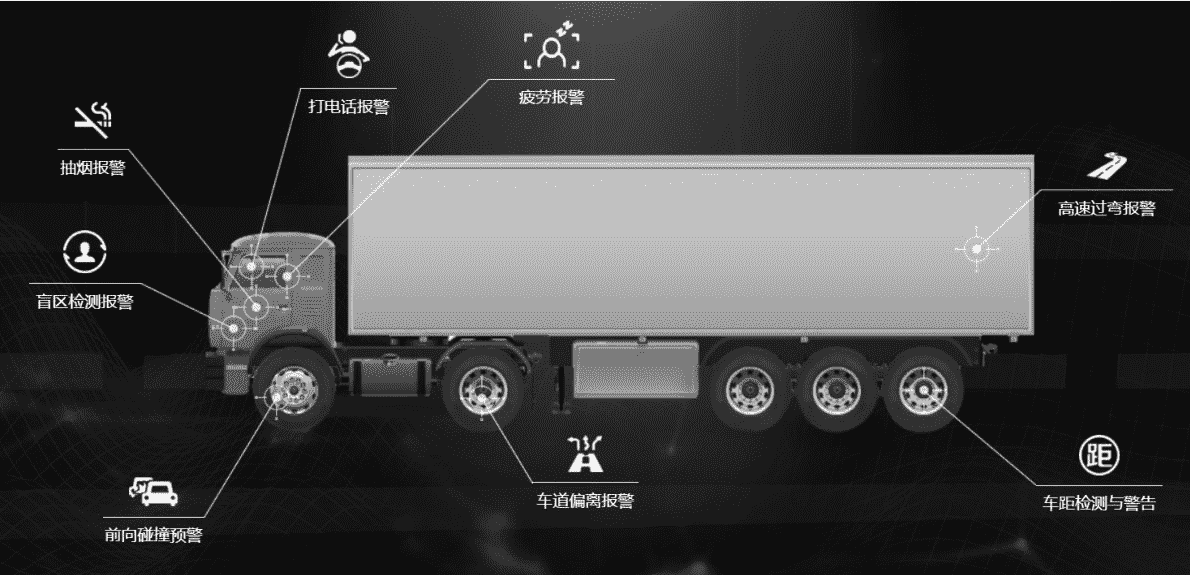 打电话报警
疲劳报警
抽烟报警
高速过弯报警
盲区检测报警
距
车道偏离报警
车距检测与警告
前向碰撞预警